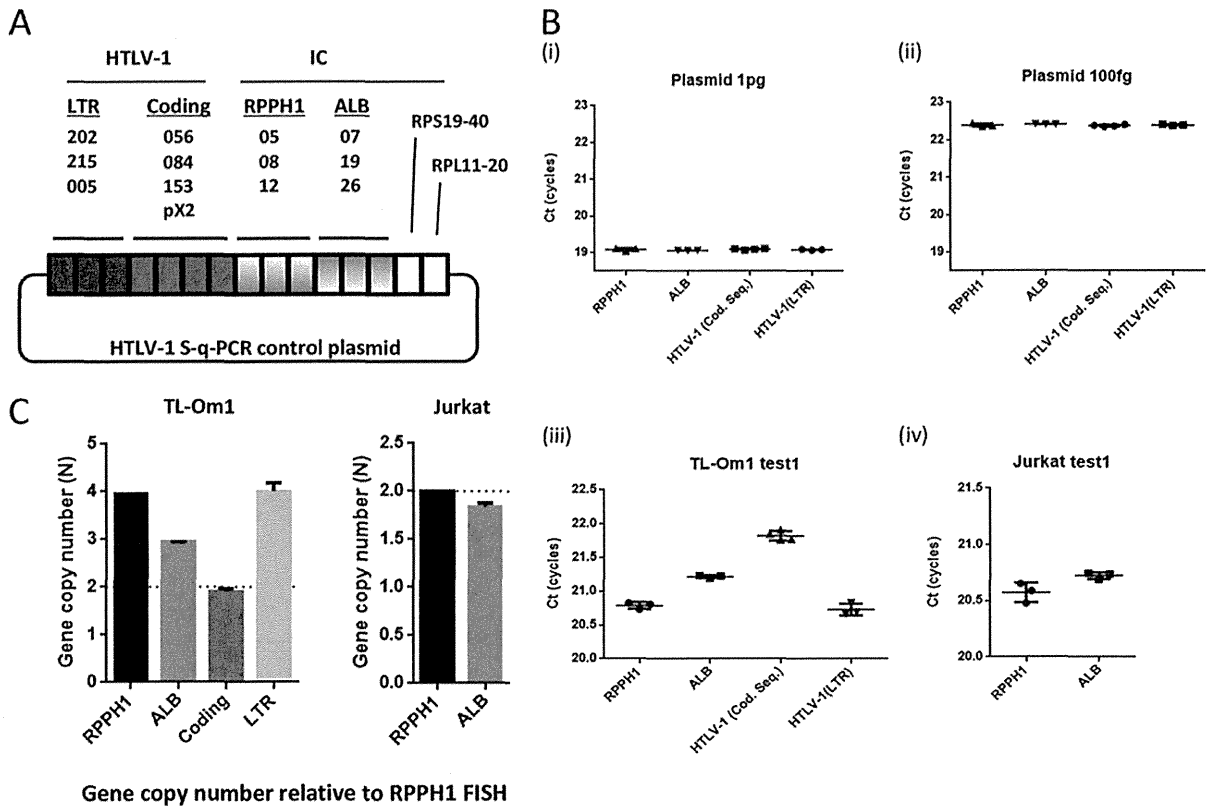 A
HTLV-1 IC
LTR Coding RPPH1 ALB
202 056 05 07
215 084 08 19
005 153 12 26
pX2
RPS19-40
RPL11-20
HTLV-1 S-q-PCR control plasmid
B
(i)
Plasmid 1pg
Ct (cycles)
23
22
21
20
19
RPPH1
ALB
HTLV-1 (Cod. Seq.)
HTLV-1(LTR)
(ii)
Plasmid 100fg
Ct (cycles)
23
22
21
20
19
RPPH1
ALB
HTLV-1 (Cod. Seq.)
HTLV-1(LTR)
(iii)
TL-Om1 test1
Ct (cycles)
22.5
22.0
21.5
21.0
20.5
20.0
RPPH1
ALB
HTLV-1 (Cod. Seq.)
HTLV-1(LTR)
(iv)
Jurkat test1
Ct (cycles)
21.5
21.0
20.5
20.0
RPPH1
ALB
C
TL-Om1
Gene copy number (N)
5
4
3
2
1
0
RPPH1
ALB
Coding
LTR
Jurkat
Gene copy number (N)
2.5
2.0
1.5
1.0
0.5
0.0
RPPH1
ALB
Gene copy number relative to RPPH1 FISH